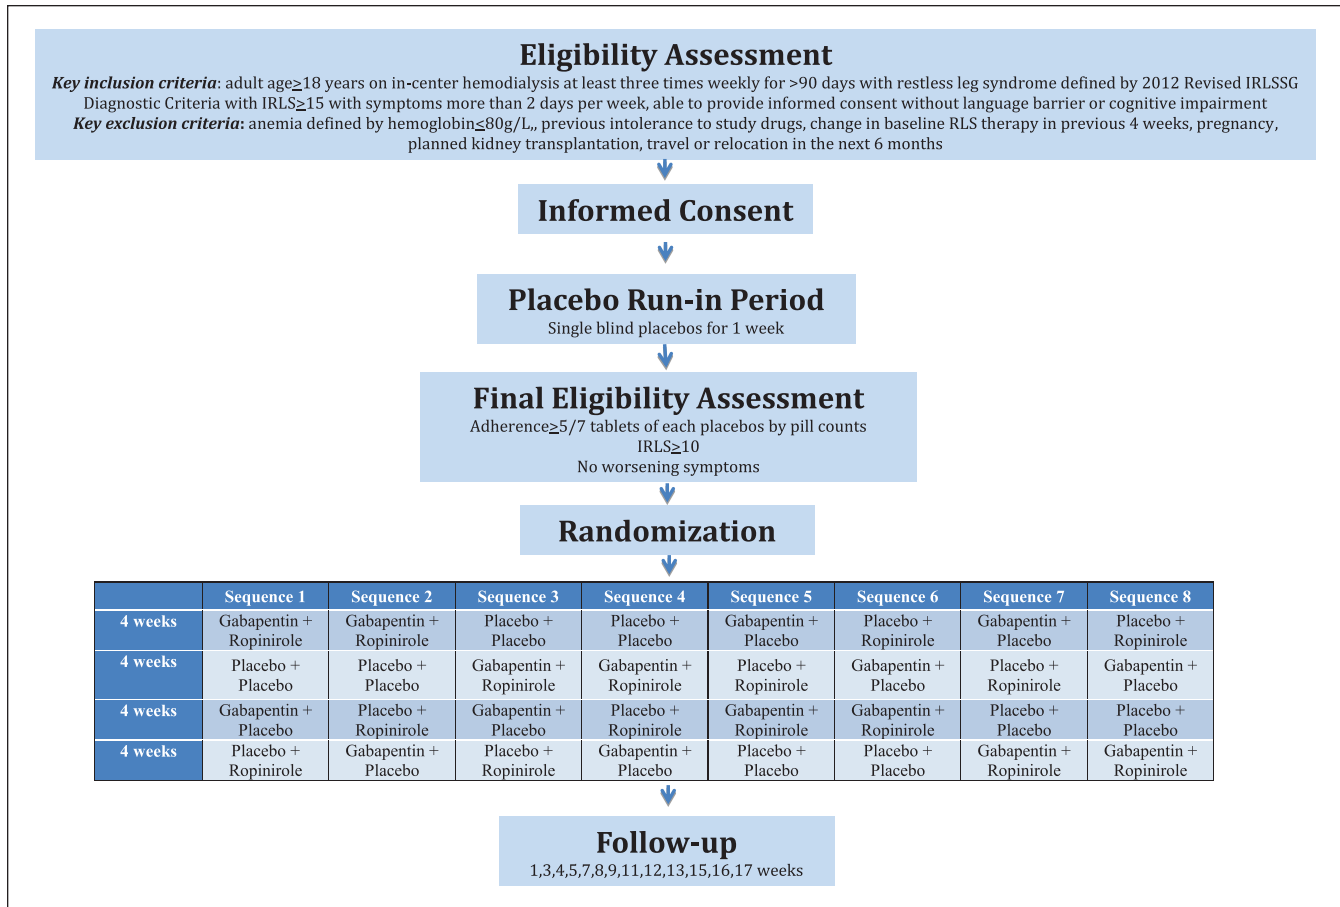 Eligibility Assessment
Key inclusion criteria: adult age≥18 years on in-center hemodialysis at least three times weekly for >90 days with restless leg syndrome defined by 2012 Revised IRLSSG
Diagnostic Criteria with IRLS≥15 with symptoms more than 2 days per week, able to provide informed consent without language barrier or cognitive impairment
Key exclusion criteria: anemia defined by hemoglobin≤80g/L,, previous intolerance to study drugs, change in baseline RLS therapy in previous 4 weeks, pregnancy,
planned kidney transplantation, travel or relocation in the next 6 months
Informed Consent
Placebo Run-in Period
Single blind placebos for 1 week
Final Eligibility Assessment
Adherence≥5/7 tablets of each placebos by pill counts
IRLS≥10
No worsening symptoms
Randomization
Sequence 1 Sequence 2 Sequence 3 Sequence 4 Sequence 5 Sequence 6 Sequence 7 Sequence 8
4 weeks Gabapentin + Gabapentin + Placebo + Placebo + Gabapentin + Placebo + Gabapentin + Placebo +
Ropinirole Ropinirole Placebo Placebo Placebo Ropinirole Placebo Ropinirole
4 weeks Placebo + Placebo + Gabapentin + Gabapentin + Placebo + Gabapentin + Placebo + Gabapentin +
Placebo Placebo Ropinirole Ropinirole Ropinirole Placebo Ropinirole Placebo
4 weeks Gabapentin + Placebo + Gabapentin + Placebo + Gabapentin + Gabapentin + Placebo + Placebo +
Placebo Ropinirole Placebo Ropinirole Ropinirole Ropinirole Placebo Placebo
4 weeks Placebo + Gabapentin + Placebo + Gabapentin + Placebo + Placebo + Gabapentin + Gabapentin +
Ropinirole Placebo Ropinirole Placebo Placebo Placebo Ropinirole Ropinirole
Follow-up
1,3,4,5,7,8,9,11,12,13,15,16,17 weeks